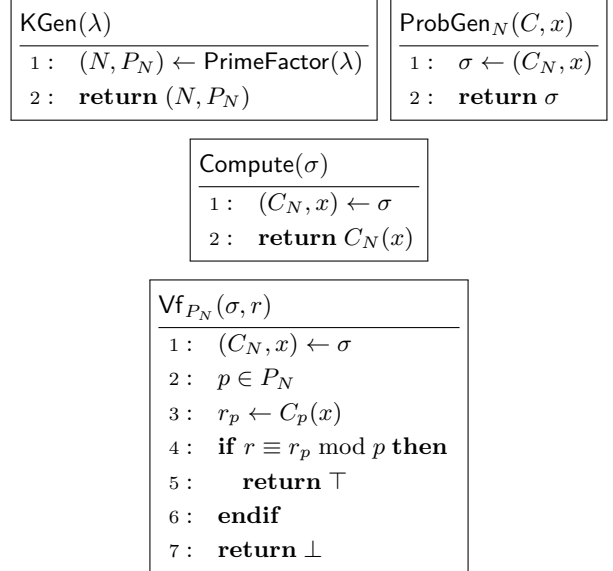 KGen(λ)
1 : (N, P_N) ← PrimeFactor(λ)
2 : return (N, P_N)
ProbGen_N(C, x)
1 : σ ← (C_N, x)
2 : return σ
Compute(σ)
1 : (C_N, x) ← σ
2 : return C_N(x)
Vf_{P_N}(σ, r)
1 : (C_N, x) ← σ
2 : p ∈ P_N
3 : r_p ← C_p(x)
4 : if r ≡ r_p mod p then
5 : return ⊤
6 : endif
7 : return ⊥